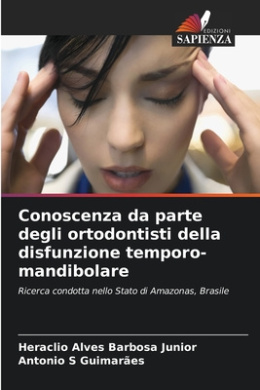 EDIZIONI
SAPIENZA
Conoscenza da parte
degli ortodontisti della
disfunzione temporo-
mandibolare
Ricerca condotta nello Stato di Amazonas, Brasile
Heraclio Alves Barbosa Junior
Antonio S Guimarães